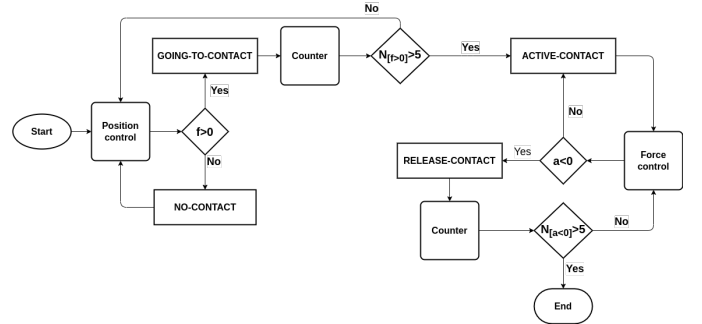 No
GOING-TO-CONTACT
Counter
N[f>0]>5
Yes
ACTIVE-CONTACT
Yes
Start
Position
control
f>0
No
No
NO-CONTACT
RELEASE-CONTACT
Yes
a<0
Force
control
Counter
N[a<0]>5
No
Yes
End